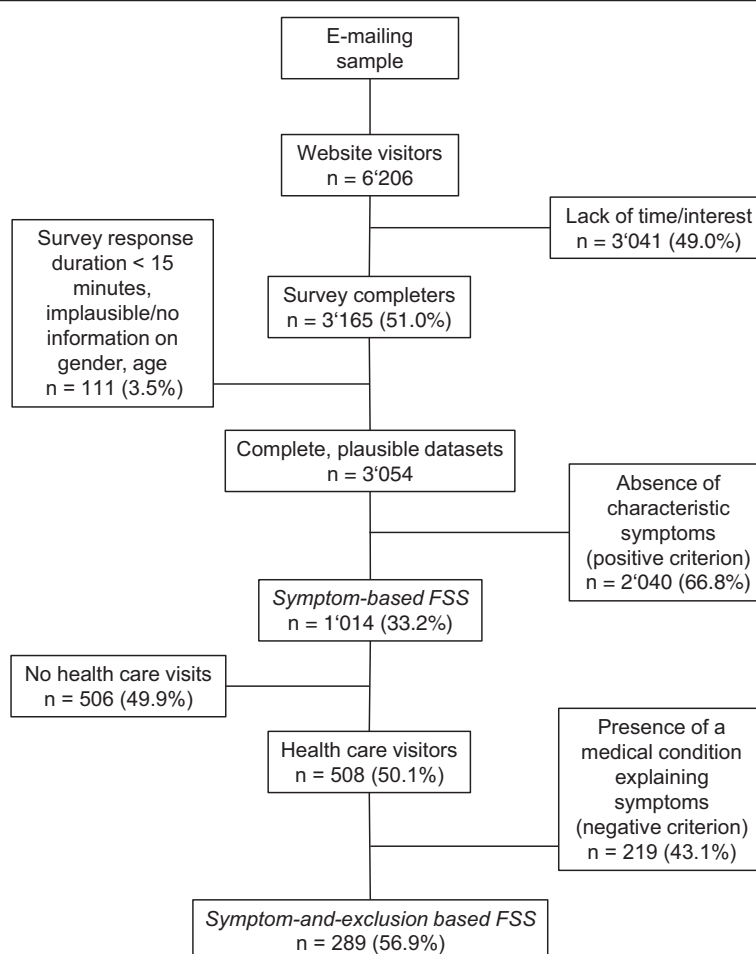 E-mailing
sample
Website visitors
n = 6‘206
Lack of time/interest
n = 3‘041 (49.0%)
Survey response
duration < 15
minutes,
implausible/no
information on
gender, age
n = 111 (3.5%)
Survey completers
n = 3‘165 (51.0%)
Complete, plausible datasets
n = 3‘054
Absence of
characteristic
symptoms
(positive criterion)
n = 2‘040 (66.8%)
Symptom-based FSS
n = 1‘014 (33.2%)
No health care visits
n = 506 (49.9%)
Health care visitors
n = 508 (50.1%)
Presence of a
medical condition
explaining
symptoms
(negative criterion)
n = 219 (43.1%)
Symptom-and-exclusion based FSS
n = 289 (56.9%)